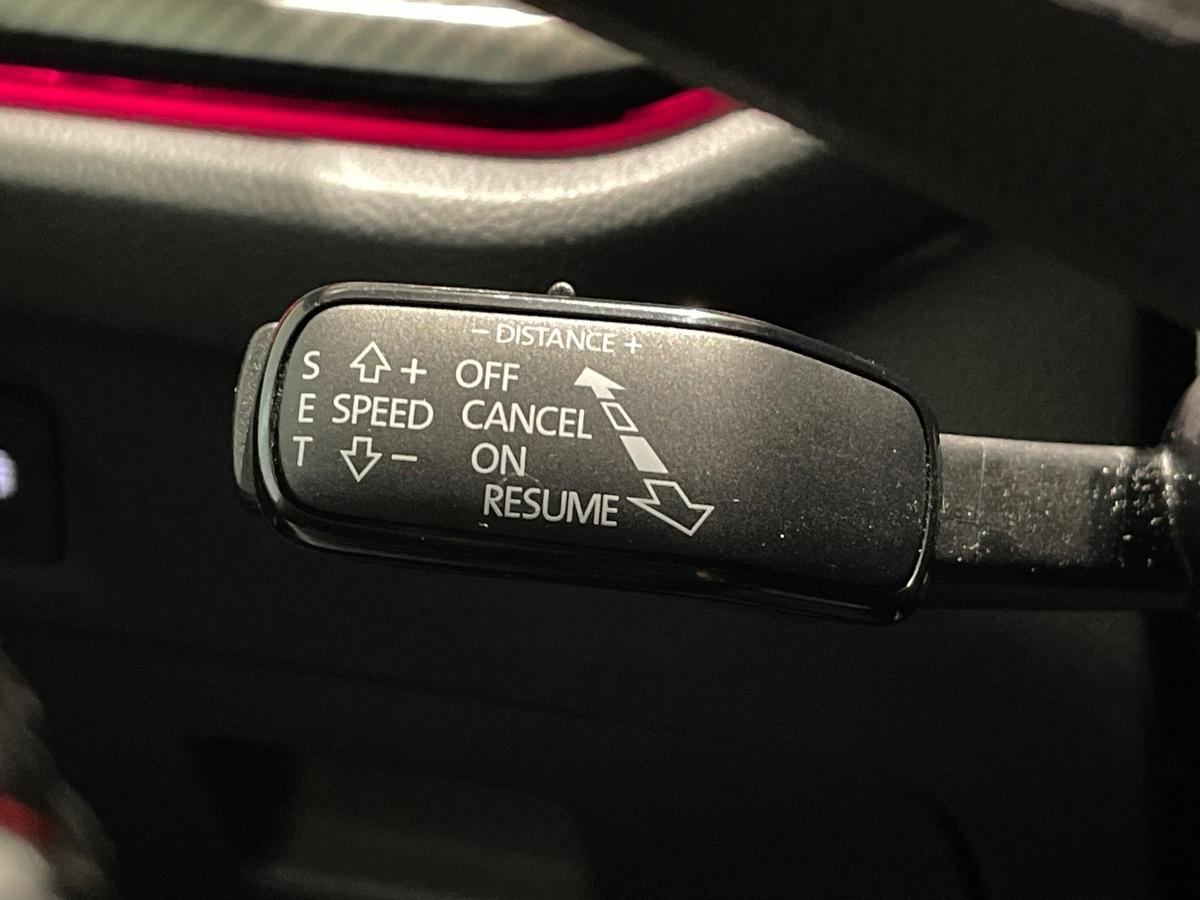 - DISTANCE +
S + OFF
E SPEED CANCEL
T - ON
RESUME